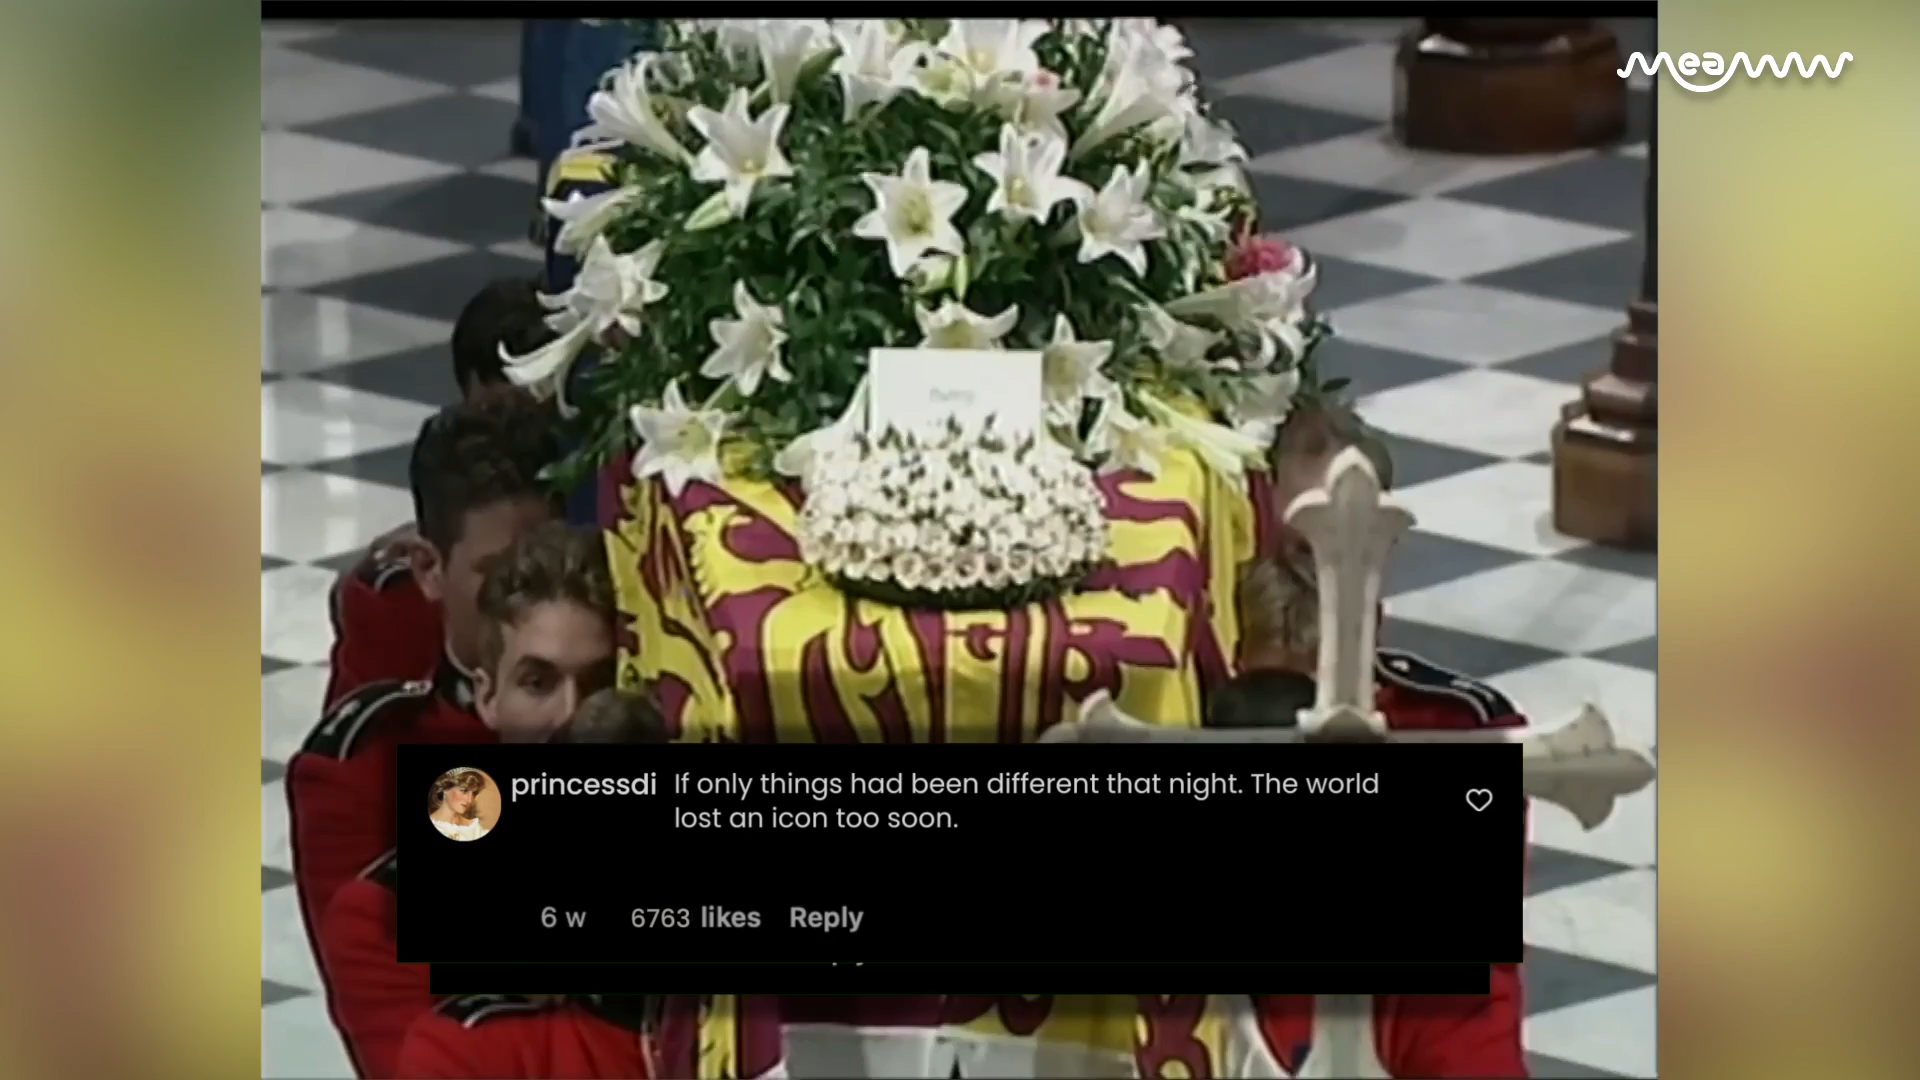 meaww
princessdi If only things had been different that night. The world
lost an icon too soon.
6 w 6763 likes Reply